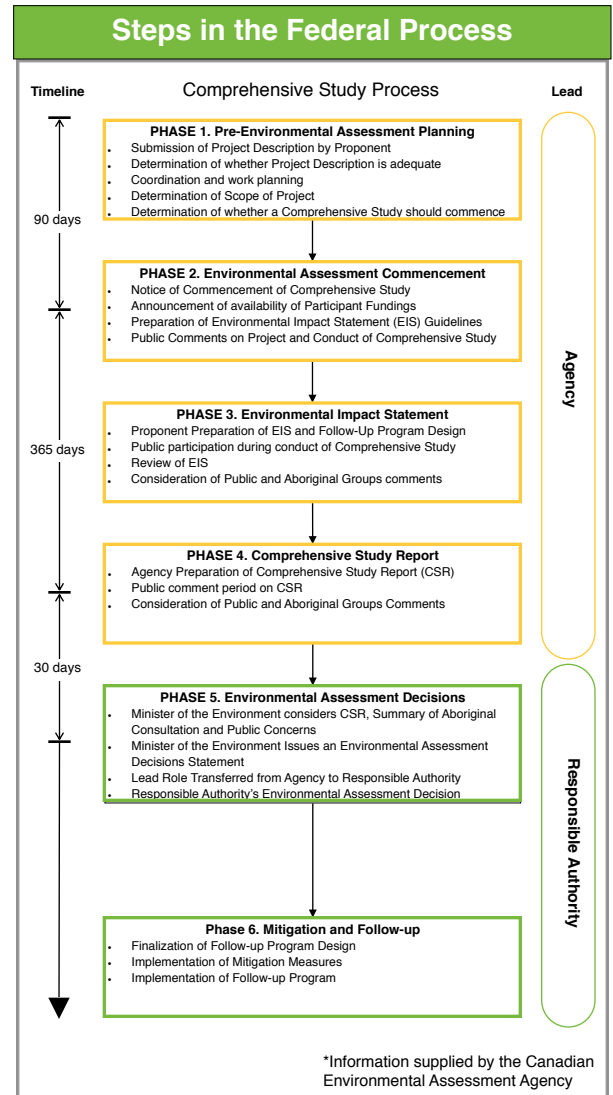 Steps in the Federal Process
Timeline
Comprehensive Study Process
Lead
PHASE 1. Pre-Environmental Assessment Planning
• Submission of Project Description by Proponent
• Determination of whether Project Description is adequate
• Coordination and work planning
• Determination of Scope of Project
• Determination of whether a Comprehensive Study should commence
90 days
PHASE 2. Environmental Assessment Commencement
• Notice of Commencement of Comprehensive Study
• Announcement of availability of Participant Fundings
• Preparation of Environmental Impact Statement (EIS) Guidelines
• Public Comments on Project and Conduct of Comprehensive Study
Agency
PHASE 3. Environmental Impact Statement
• Proponent Preparation of EIS and Follow-Up Program Design
• Public participation during conduct of Comprehensive Study
• Review of EIS
• Consideration of Public and Aboriginal Groups comments
365 days
PHASE 4. Comprehensive Study Report
• Agency Preparation of Comprehensive Study Report (CSR)
• Public comment period on CSR
• Consideration of Public and Aboriginal Groups Comments
30 days
PHASE 5. Environmental Assessment Decisions
• Minister of the Environment considers CSR, Summary of Aboriginal
Consultation and Public Concerns
• Minister of the Environment Issues an Environmental Assessment
Decisions Statement
• Lead Role Transferred from Agency to Responsible Authority
• Responsible Authority's Environmental Assessment Decision
Responsible Authority
Phase 6. Mitigation and Follow-up
• Finalization of Follow-up Program Design
• Implementation of Mitigation Measures
• Implementation of Follow-up Program
*Information supplied by the Canadian
Environmental Assessment Agency